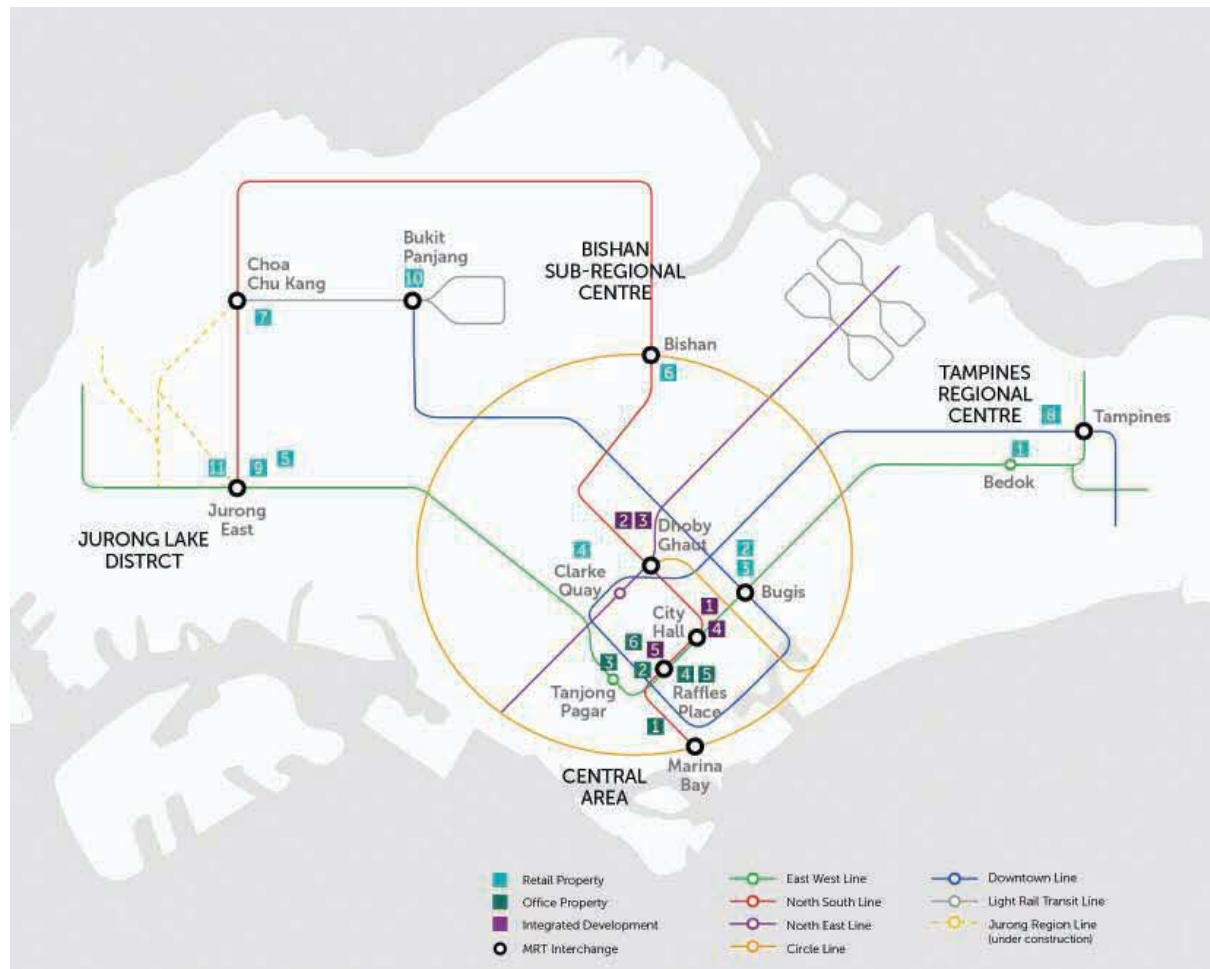 BISHAN
SUB-REGIONAL
CENTRE
Bukit
Panjang
10
Choa
Chu Kang
7
Bishan
6
TAMPINES
REGIONAL
CENTRE
8
Tampines
1
Bedok
11
9
5
Jurong
East
JURONG LAKE
DISTRCT
2
3
Dhoby
Ghaut
4
Clarke
Quay
2
3
Bugis
City
Hall
1
4
6
5
3
2
4
5
Tanjong
Pagar
Raffles
Place
1
Marina
Bay
CENTRAL
AREA
Retail Property
Office Property
Integrated Development
MRT Interchange
East West Line
North South Line
North East Line
Circle Line
Downtown Line
Light Rail Transit Line
Jurong Region Line
(under construction)